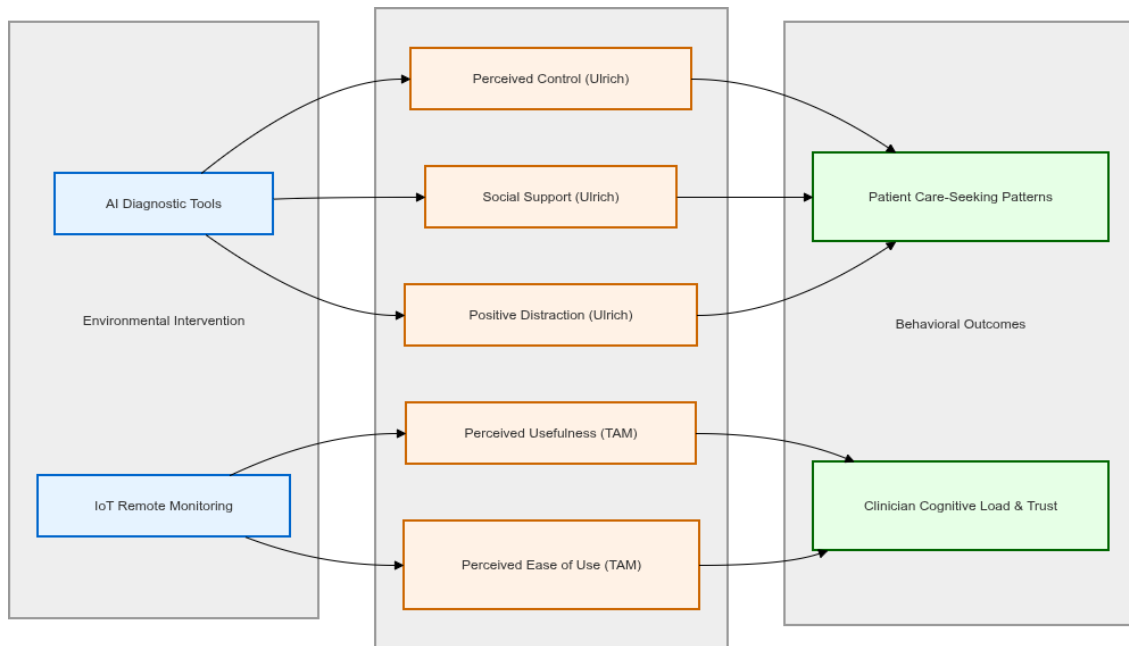 AI Diagnostic Tools
Environmental Intervention
IoT Remote Monitoring
Perceived Control (Ulrich)
Social Support (Ulrich)
Positive Distraction (Ulrich)
Perceived Usefulness (TAM)
Perceived Ease of Use (TAM)
Patient Care-Seeking Patterns
Behavioral Outcomes
Clinician Cognitive Load & Trust